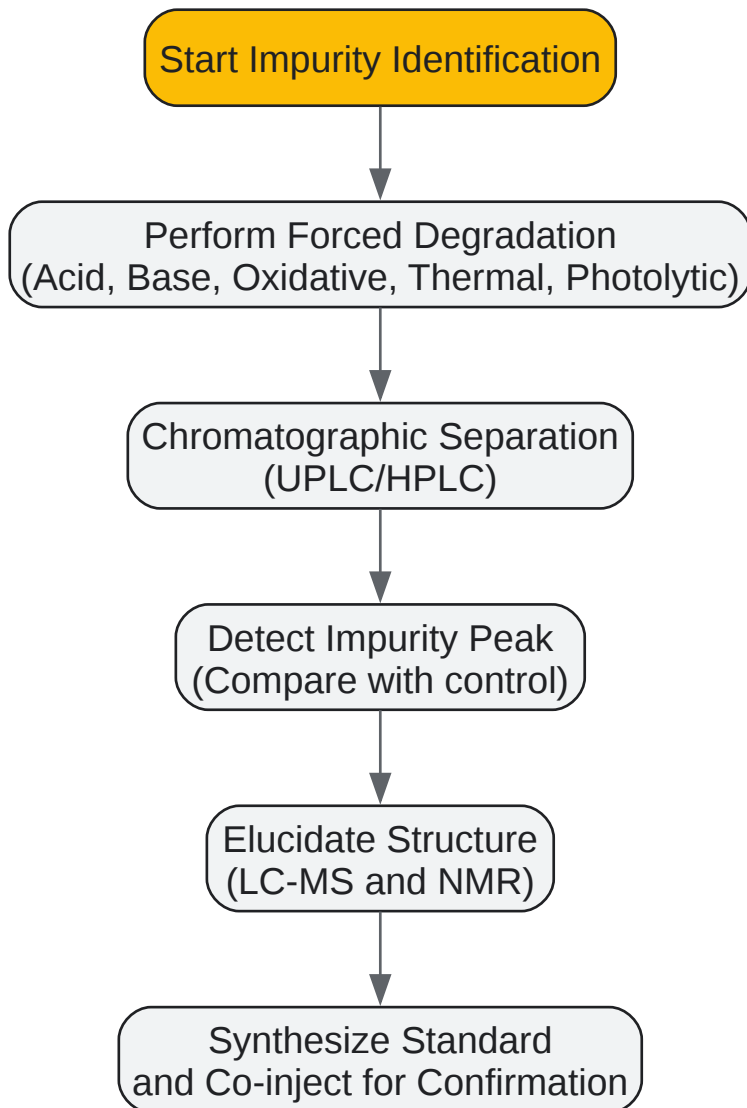 Start Impurity Identification
Perform Forced Degradation
(Acid, Base, Oxidative, Thermal, Photolytic)
Chromatographic Separation
(UPLC/HPLC)
Detect Impurity Peak
(Compare with control)
Elucidate Structure
(LC-MS and NMR)
Synthesize Standard
and Co-inject for Confirmation